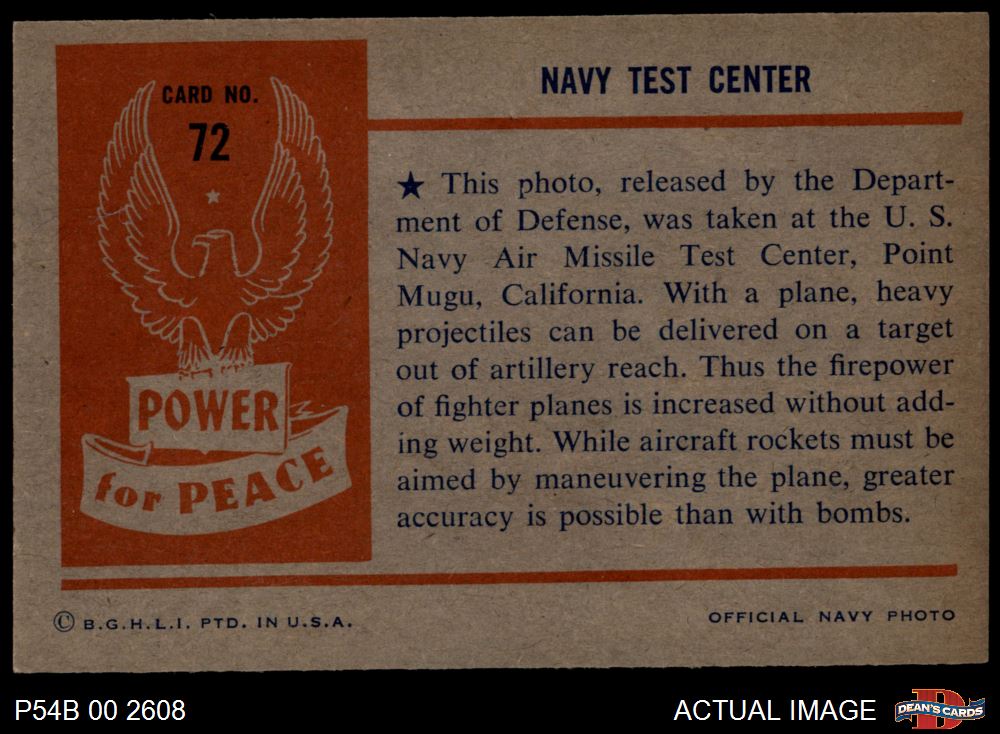 CARD NO.
72
POWER
for PEACE
NAVY TEST CENTER
★ This photo, released by the Depart-
ment of Defense, was taken at the U. S.
Navy Air Missile Test Center, Point
Mugu, California. With a plane, heavy
projectiles can be delivered on a target
out of artillery reach. Thus the firepower
of fighter planes is increased without add-
ing weight. While aircraft rockets must be
aimed by maneuvering the plane, greater
accuracy is possible than with bombs.
© B.G.H.L.I. PTD. IN U.S.A.
OFFICIAL NAVY PHOTO
P54B 00 2608
ACTUAL IMAGE
DEAN'S CARDS